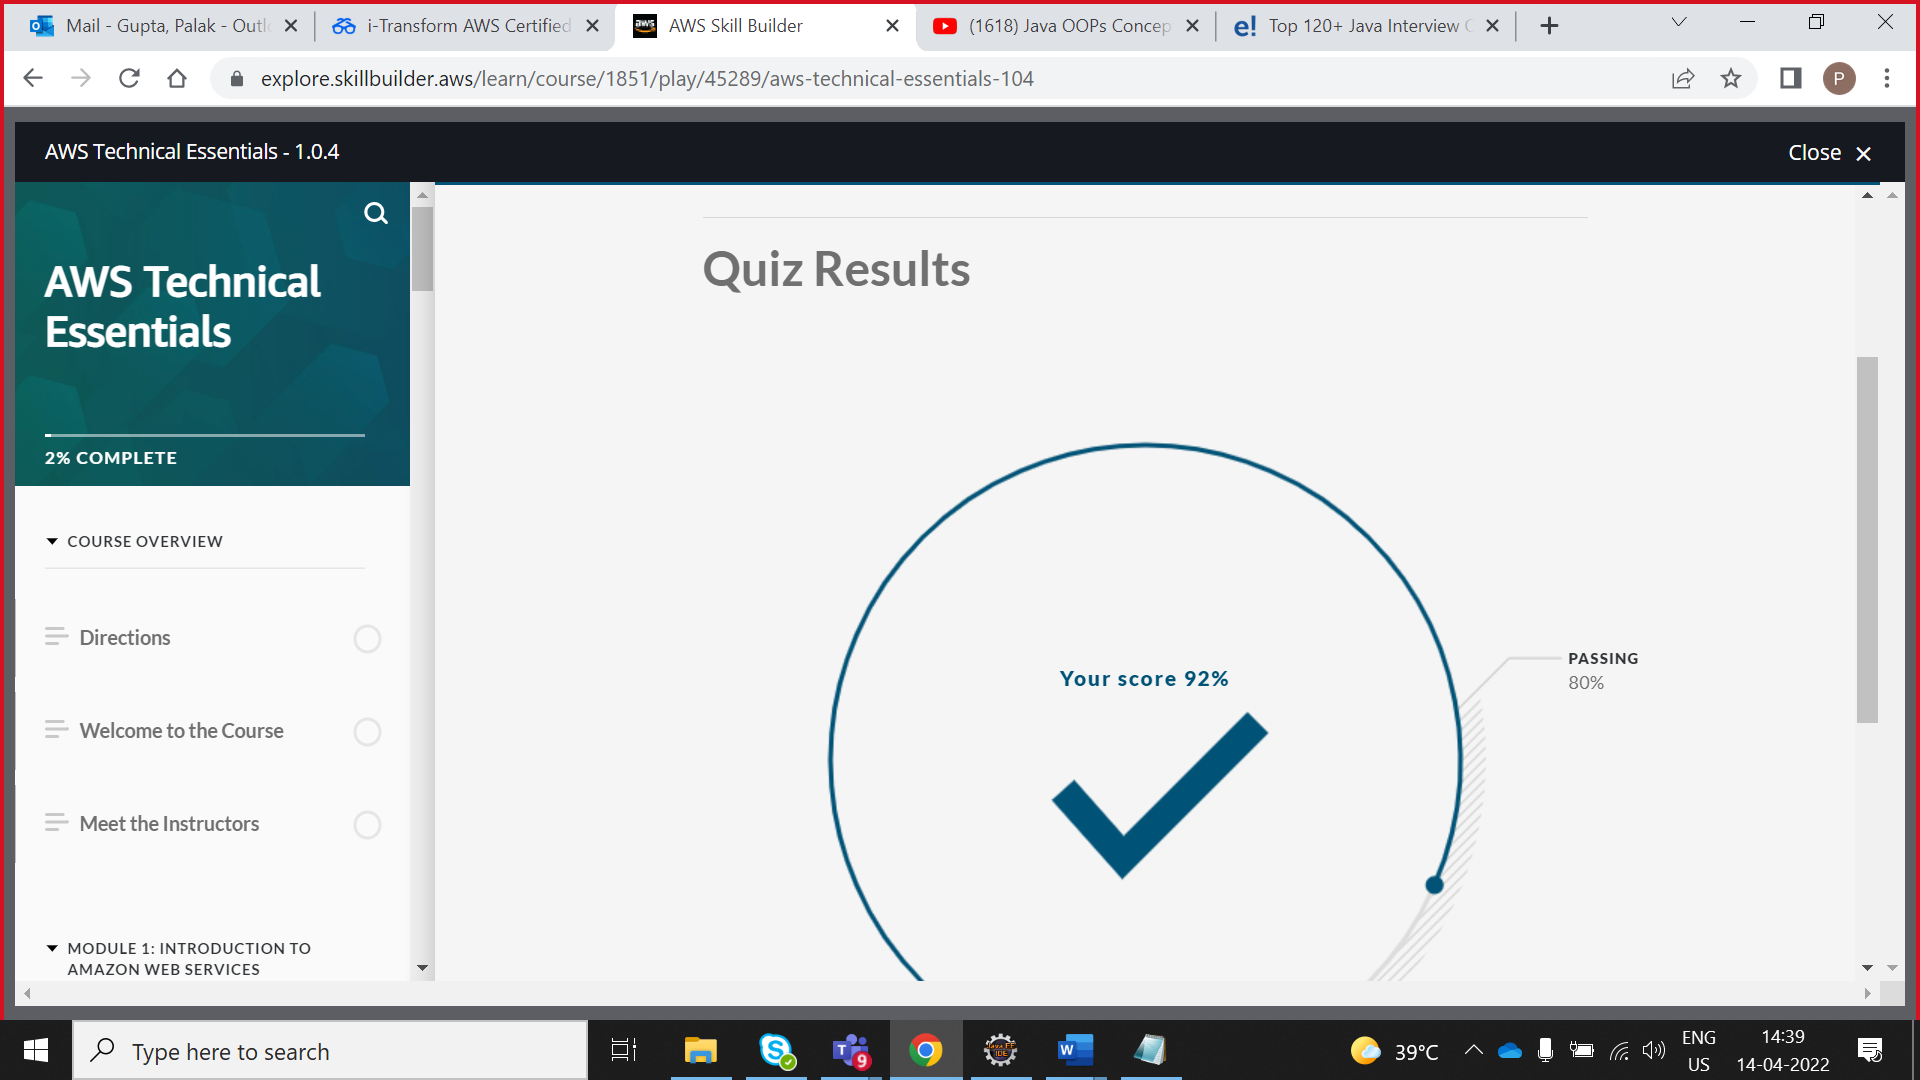 Mail - Gupta, Palak - Outlo
i-Transform AWS Certified
AWS Skill Builder
(1618) Java OOPs Concep
Top 120+ Java Interview Q
explore.skillbuilder.aws/learn/course/1851/play/45289/aws-technical-essentials-104
P
AWS Technical Essentials - 1.0.4
Close
AWS Technical
Essentials
2% COMPLETE
COURSE OVERVIEW
Directions
Welcome to the Course
Meet the Instructors
MODULE 1: INTRODUCTION TO
AMAZON WEB SERVICES
Quiz Results
Your score 92%
PASSING
80%
Type here to search
9
39°C
ENG
US
14:39
14-04-2022